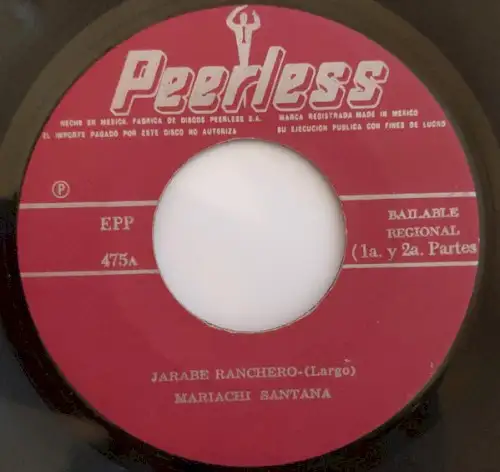 Peerless
HECHO EN MEXICO. FABRICA DE DISCOS PEERLESS S.A. MARCA REGISTRADA MADE IN MEXICO
EL IMPORTE PAGADO POR ESTE DISCO NO AUTORIZA SU EJECUCION PUBLICA CON FINES DE LUCRO
Ⓟ
EPP
475A
BAILABLE
REGIONAL
(1a. y 2a. Partes
JARABE RANCHERO-(Largo)
MARIACHI SANTANA